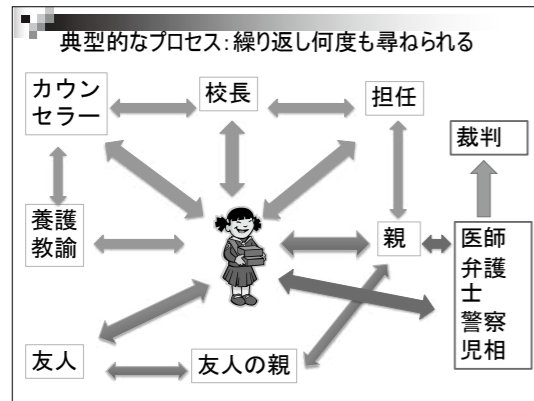 典型的なプロセス：繰り返し何度も尋ねられる
カウン
セラー
校長
担任
裁判
養護
教諭
親
医師
弁護
士
警察
児相
友人
友人の親